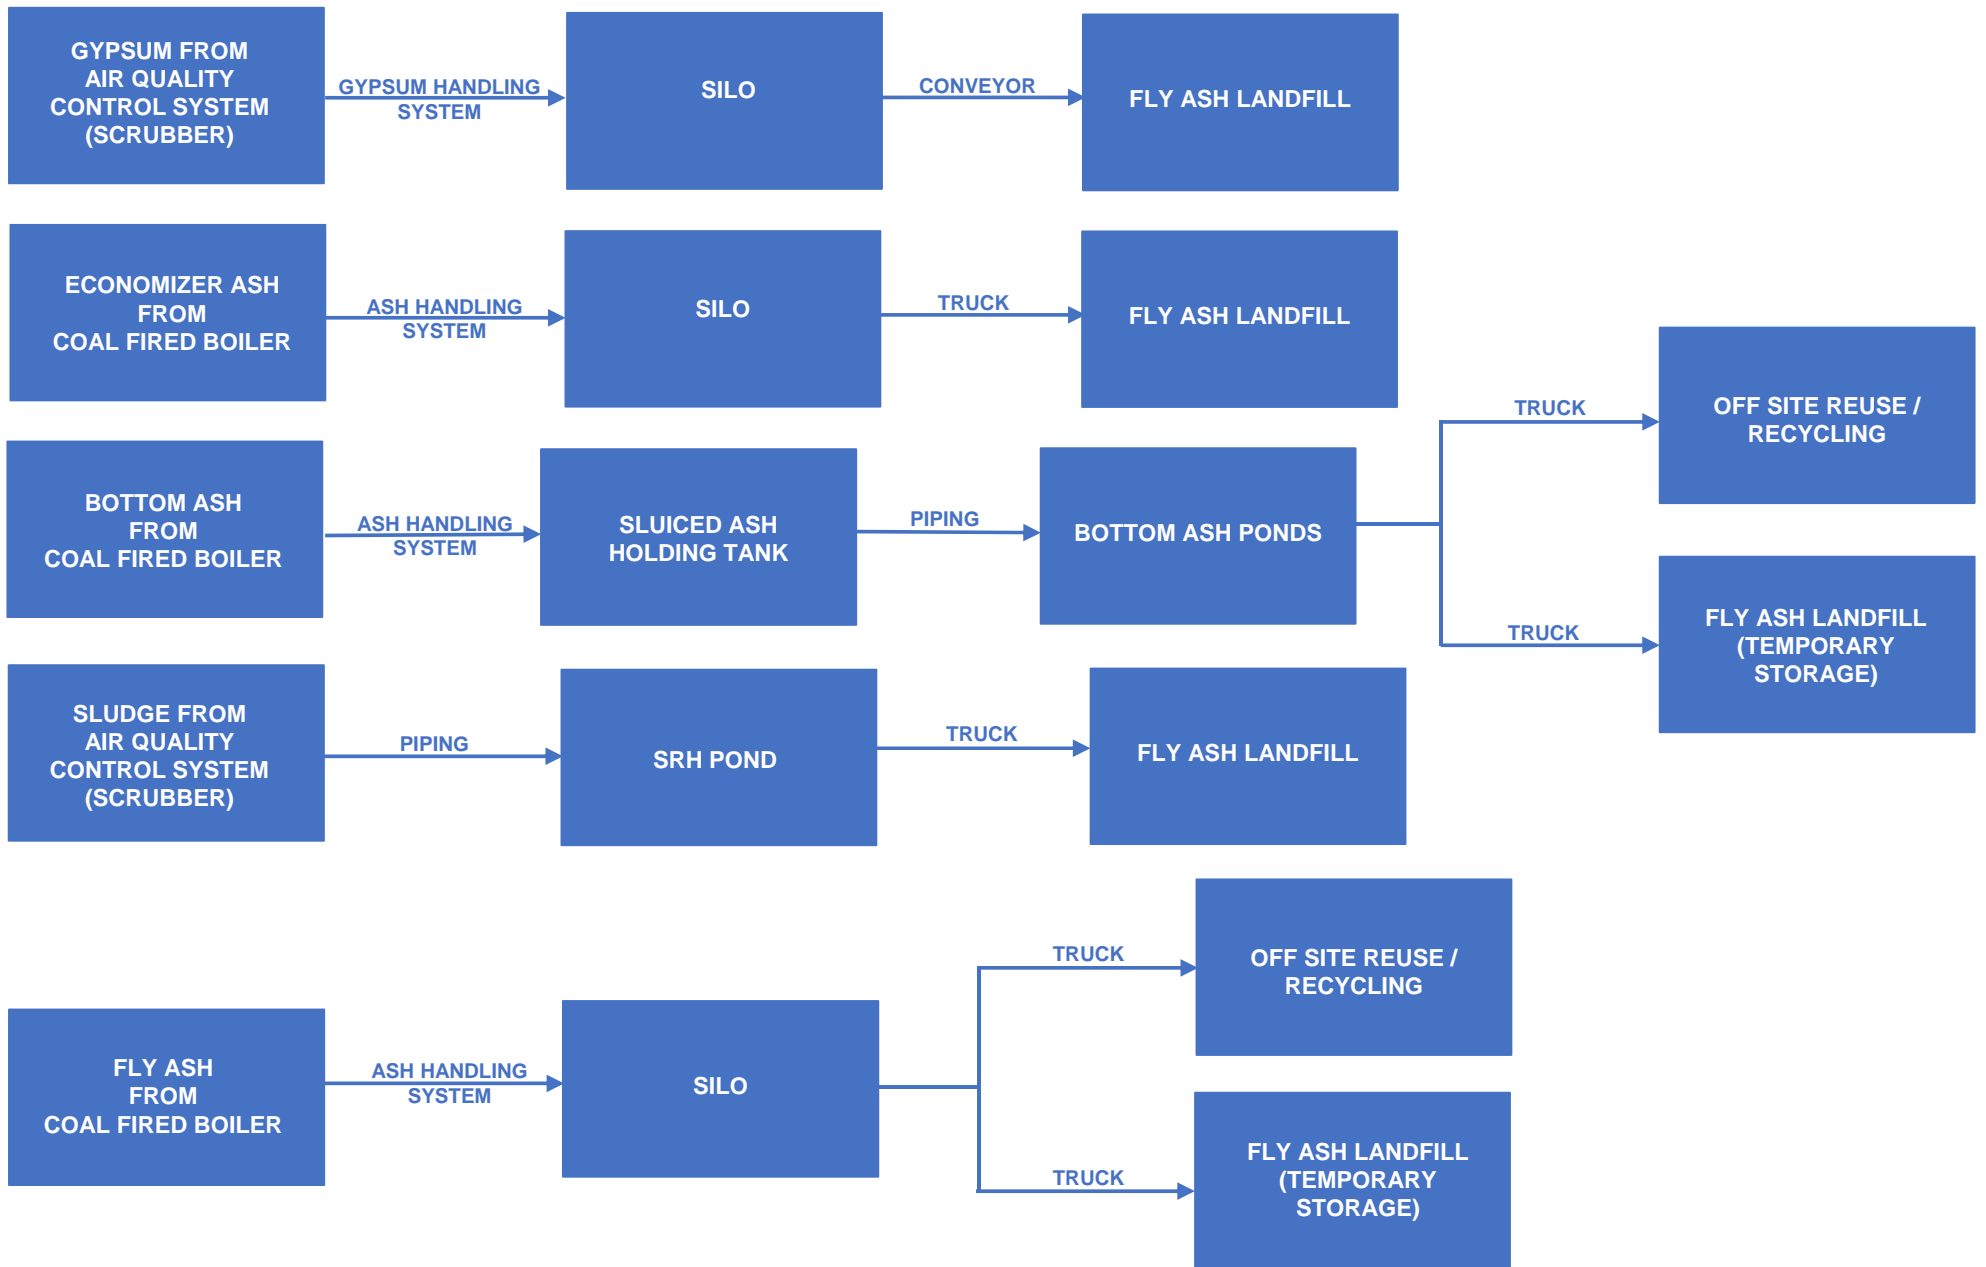 GYPSUM FROM
AIR QUALITY
CONTROL SYSTEM
(SCRUBBER)
GYPSUM HANDLING
SYSTEM
SILO
CONVEYOR
FLY ASH LANDFILL
ECONOMIZER ASH
FROM
COAL FIRED BOILER
ASH HANDLING
SYSTEM
SILO
TRUCK
FLY ASH LANDFILL
BOTTOM ASH
FROM
COAL FIRED BOILER
ASH HANDLING
SYSTEM
SLUICED ASH
HOLDING TANK
PIPING
BOTTOM ASH PONDS
TRUCK
OFF SITE REUSE /
RECYCLING
TRUCK
FLY ASH LANDFILL
(TEMPORARY
STORAGE)
SLUDGE FROM
AIR QUALITY
CONTROL SYSTEM
(SCRUBBER)
PIPING
SRH POND
TRUCK
FLY ASH LANDFILL
FLY ASH
FROM
COAL FIRED BOILER
ASH HANDLING
SYSTEM
SILO
TRUCK
OFF SITE REUSE /
RECYCLING
TRUCK
FLY ASH LANDFILL
(TEMPORARY
STORAGE)